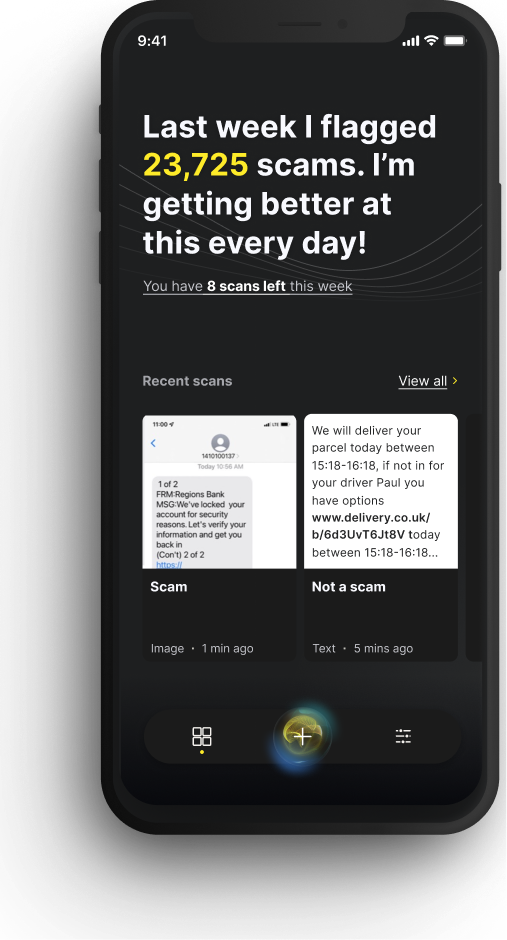 9:41
Last week I flagged
23,725 scams. I’m
getting better at
this every day!
You have 8 scans left this week
Recent scans
View all
11:00
LTE
1410100137
Today 10:56 AM
1 of 2
FRM:Regions Bank
MSG:We've locked your
account for security
reasons. Let's verify your
information and get you
back in
(Con't) 2 of 2
https://
Scam
Image • 1 min ago
We will deliver your
parcel today between
15:18-16:18, if not in for
your driver Paul you
have options
www.delivery.co.uk/
b/6d3UvT6Jt8V today
between 15:18-16:18...
Not a scam
Text • 5 mins ago